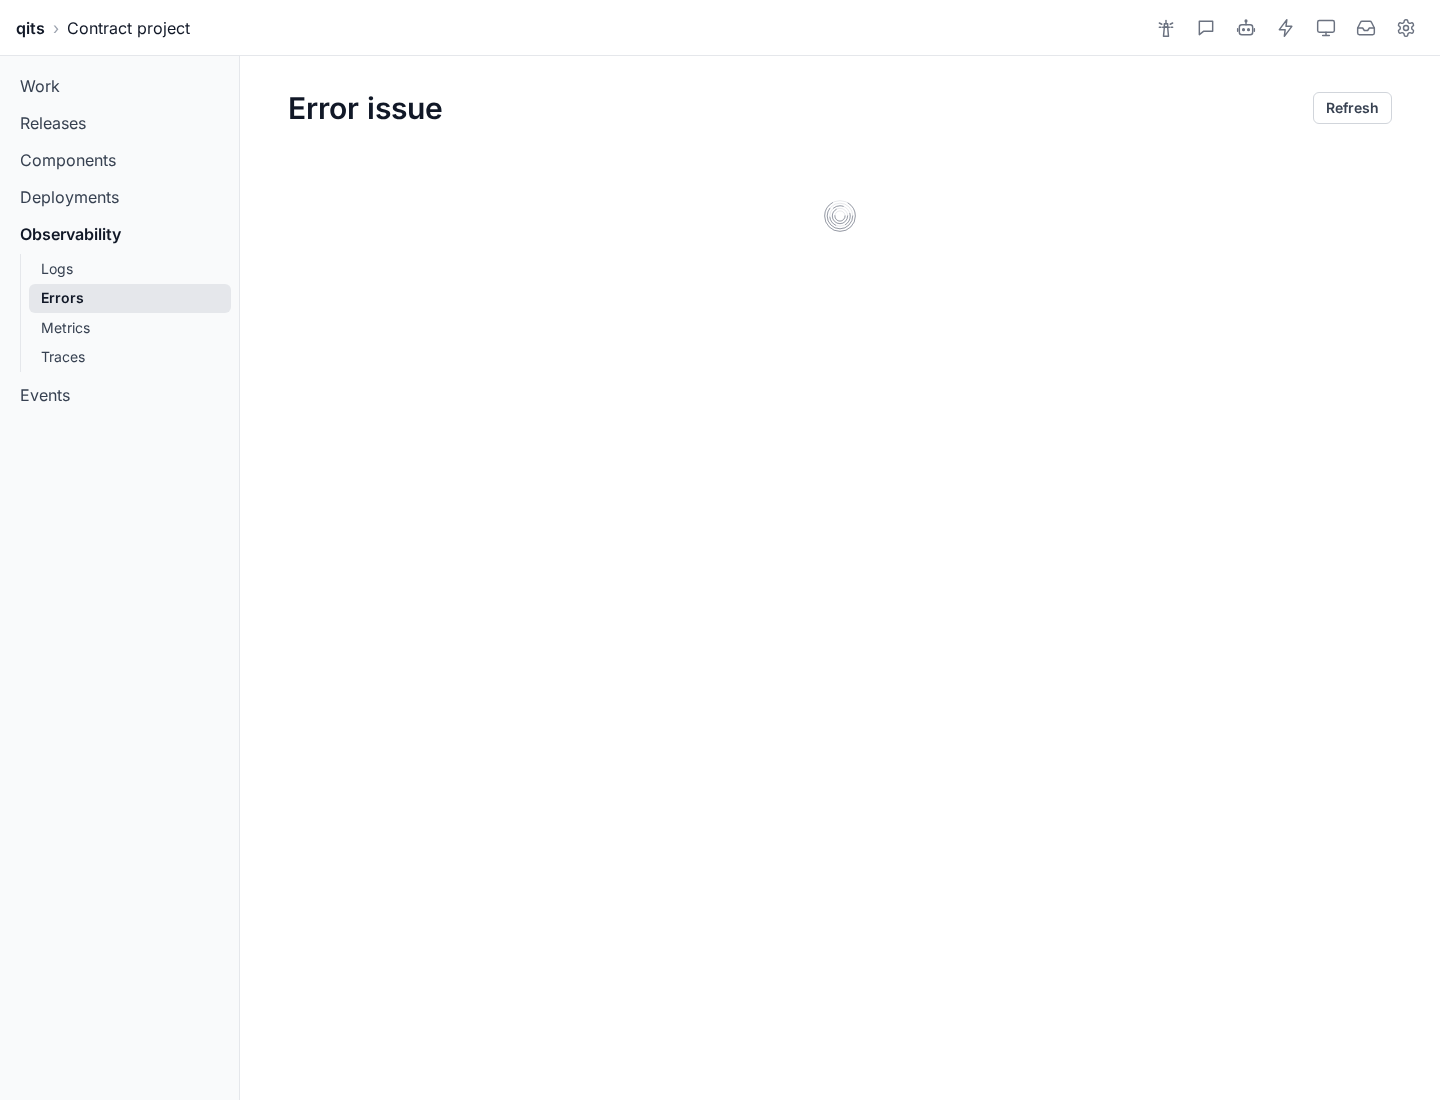 qits › Contract project
Work
Releases
Components
Deployments
Observability
Logs
Errors
Metrics
Traces
Events
Error issue
Refresh